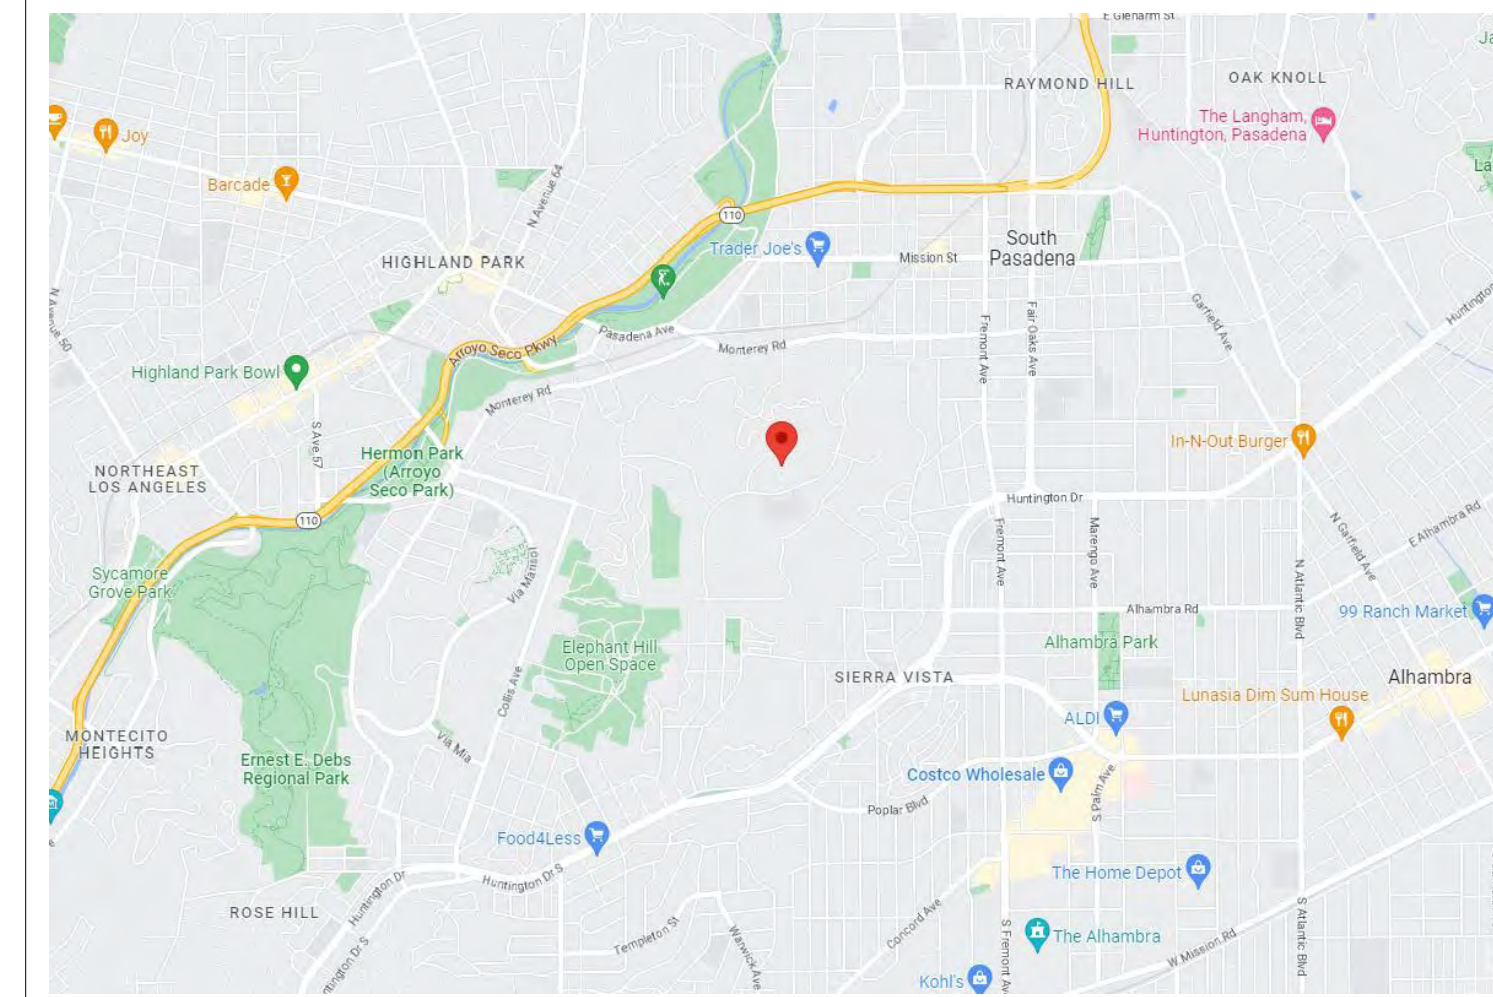 E Glenarm St
RAYMOND HILL
OAK KNOLL
The Langham,
Huntington, Pasadena
Joy
Barcade
La
N Avenue 64
110
Trader Joe's
Mission St
South
Pasadena
HIGHLAND PARK
N Avenue 50
Garfield Ave
Huntington
Fremont Ave
Fair Oaks Ave
Pasadena Ave
Monterey Rd
Arroyo Seco Pkwy
Highland Park Bowl
Monterey Rd
S Ave 57
Hermon Park
(Arroyo
Seco Park)
In-N-Out Burger
NORTHEAST
LOS ANGELES
Huntington Dr
110
Fremont Ave
Marengo Ave
N Garfield Ave
E Alhambra Rd
Sycamore
Grove Park
Via Marisol
N Atlantic Blvd
Alhambra Rd
99 Ranch Market
Elephant Hill
Open Space
Alhambra Park
SIERRA VISTA
Alhambra
Collis Ave
Lunasia Dim Sum House
ALDI
MONTECITO
HEIGHTS
Via Mia
Ernest E. Debs
Regional Park
Costco Wholesale
S Palm Ave
Poplar Blvd
Food4Less
The Home Depot
Huntington Dr
Huntington Dr S
ROSE HILL
Concord Ave
Templeton St
Warwick Ave
S Fremont Av
The Alhambra
W Mission Rd
S Atlantic Blvd
ntington Dr S
Kohl's